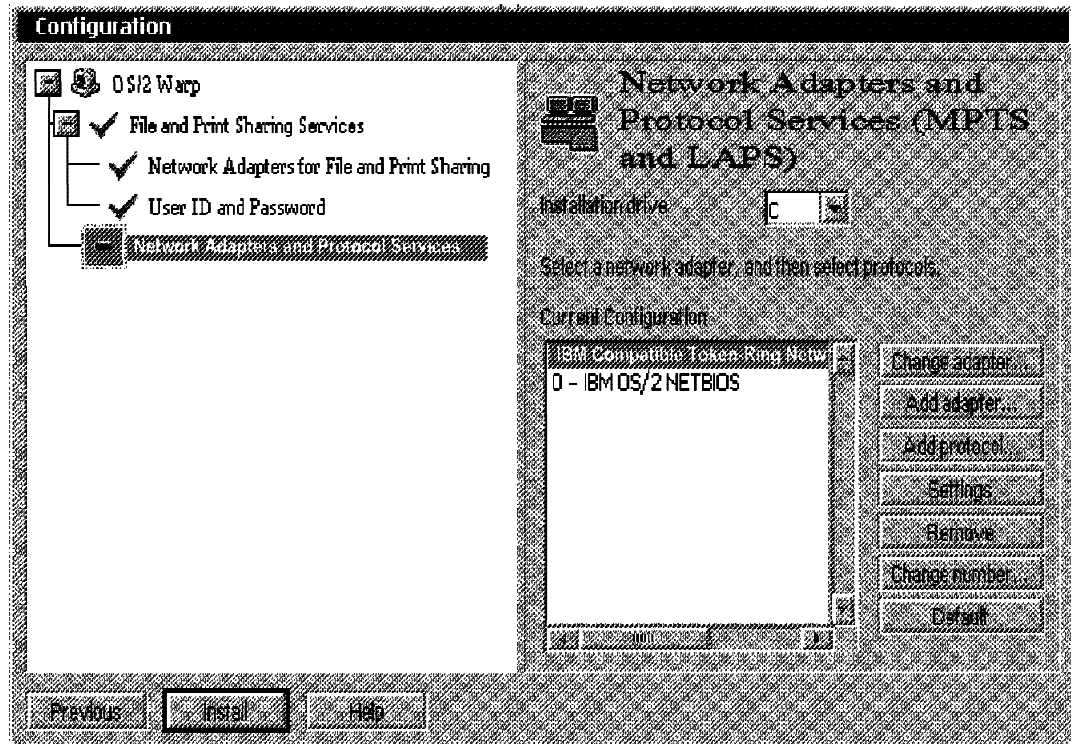 Configuration
OS/2 Warp
File and Print Sharing Services
Network Adapters for File and Print Sharing
User ID and Password
Network Adapters and Protocol Services
Network Adapters and
Protocol Services (MPTS
and LAPS)
Installation drive
C
Select a network adapter, and then select protocols.
Current Configuration
IBM Compatible Token-Ring Netw
0 - IBM OS/2 NETBIOS
Change adapter...
Add adapter...
Add protocol...
Settings
Remove
Change number...
Default
Previous
Install
Help